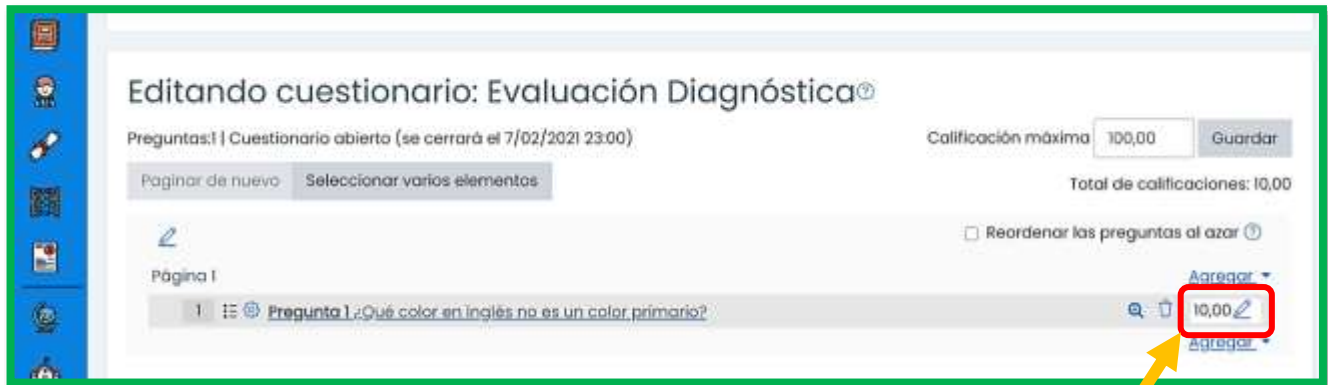 Editando cuestionario: Evaluación Diagnóstica
Preguntas:1 | Cuestionario abierto (se cerrará el 7/02/2021 23:00)
Calificación máxima 100,00 Guardar
Paginar de nuevo Seleccionar varios elementos
Total de calificaciones: 10,00
Reordenar las preguntas al azar
Página 1
Agregar
1 Pregunta 1 ¿Qué color en inglés no es un color primario?
10,00
Agregar